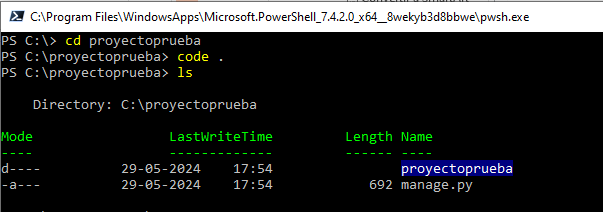 C:\Program Files\WindowsApps\Microsoft.PowerShell_7.4.2.0_x64__8wekyb3d8bbwe\pwsh.exe
PS C:\> cd proyectoprueba
PS C:\proyectoprueba> code .
PS C:\proyectoprueba> ls
Directory: C:\proyectoprueba
Mode LastWriteTime Length Name
---- ------------- ------ ----
d---- 29-05-2024 17:54 proyectoprueba
-a--- 29-05-2024 17:54 692 manage.py